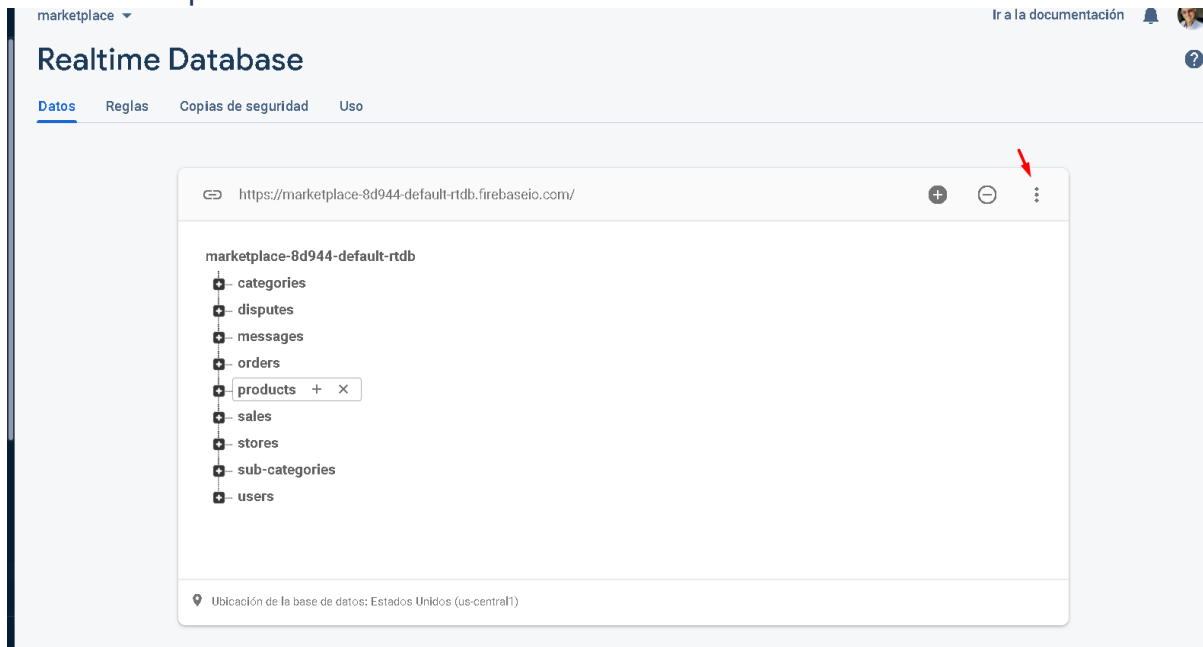 marketplace
Ir a la documentación
Realtime Database
Datos Reglas Copias de seguridad Uso
https://marketplace-8d944-default-rtdb.firebaseio.com/
marketplace-8d944-default-rtdb
categories
disputes
messages
orders
products
sales
stores
sub-categories
users
Ubicación de la base de datos: Estados Unidos (us-central1)